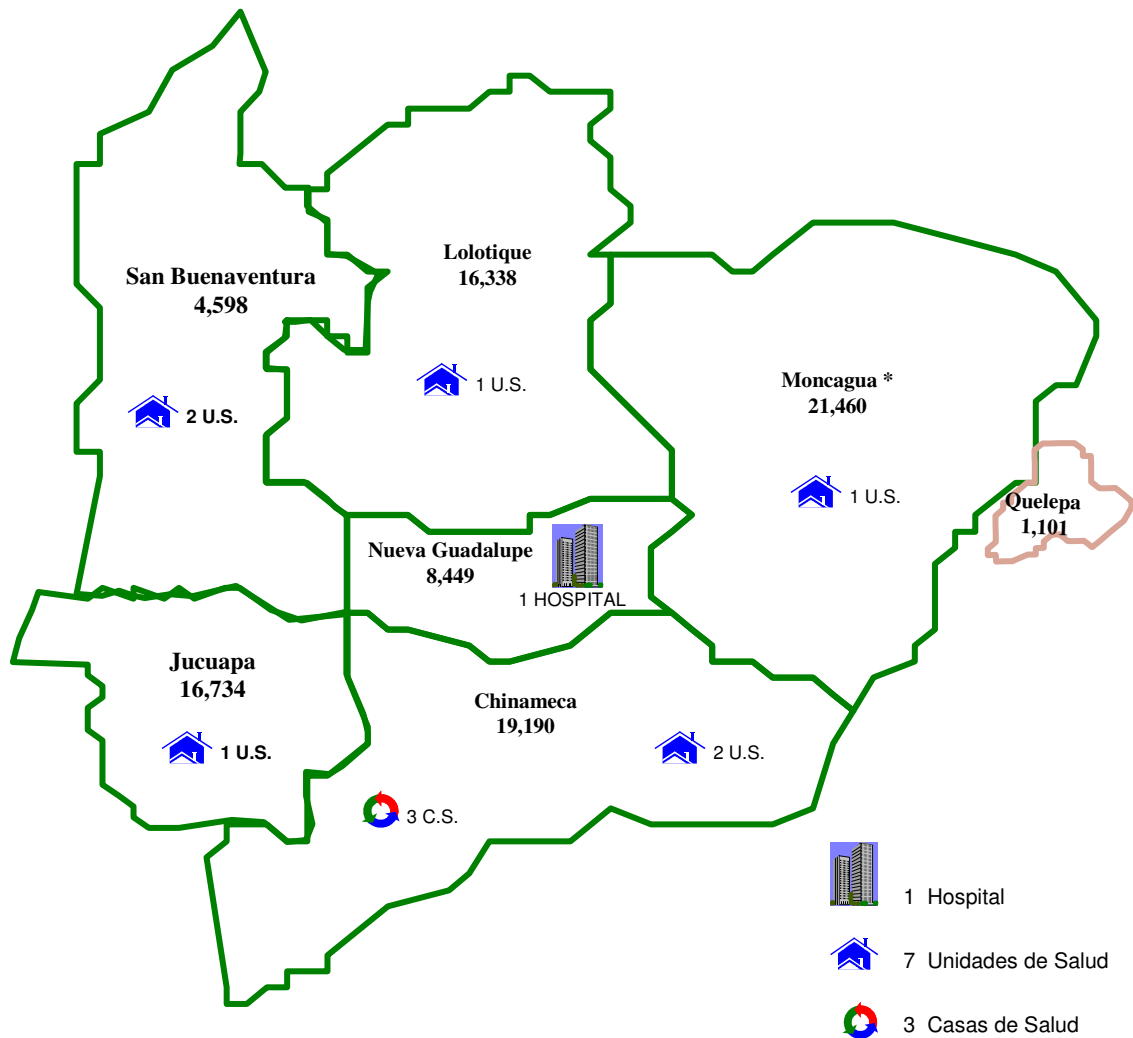 San Buenaventura
4,598
2 U.S.
Lolotique
16,338
1 U.S.
Moncagua *
21,460
1 U.S.
Quelepa
1,101
Nueva Guadalupe
8,449
1 HOSPITAL
Jucuapa
16,734
1 U.S.
Chinameca
19,190
2 U.S.
3 C.S.
1 Hospital
7 Unidades de Salud
3 Casas de Salud